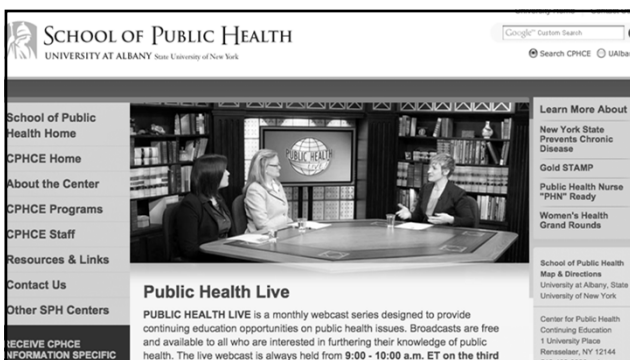 SCHOOL OF PUBLIC HEALTH
UNIVERSITY AT ALBANY State University of New York
Google™ Custom Search
Search CPHCE UAlba
School of Public
Health Home
CPHCE Home
About the Center
CPHCE Programs
CPHCE Staff
Resources & Links
Contact Us
Other SPH Centers
RECEIVE CPHCE
INFORMATION SPECIFIC
PUBLIC HEALTH
LIVE
Public Health Live
PUBLIC HEALTH LIVE is a monthly webcast series designed to provide
continuing education opportunities on public health issues. Broadcasts are free
and available to all who are interested in furthering their knowledge of public
health. The live webcast is always held from 9:00 - 10:00 a.m. ET on the third
Learn More About
New York State
Prevents Chronic
Disease
Gold STAMP
Public Health Nurse
"PHN" Ready
Women's Health
Grand Rounds
School of Public Health
Map & Directions
University at Albany, State
University of New York
Center for Public Health
Continuing Education
1 University Place
Rensselaer, NY 12144